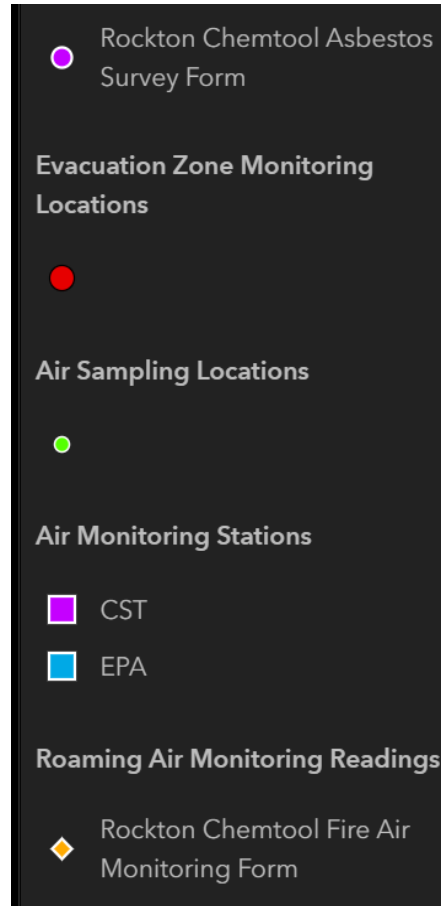 Rockton Chemtool Asbestos
Survey Form
Evacuation Zone Monitoring
Locations
Air Sampling Locations
Air Monitoring Stations
CST
EPA
Roaming Air Monitoring Readings
Rockton Chemtool Fire Air
Monitoring Form